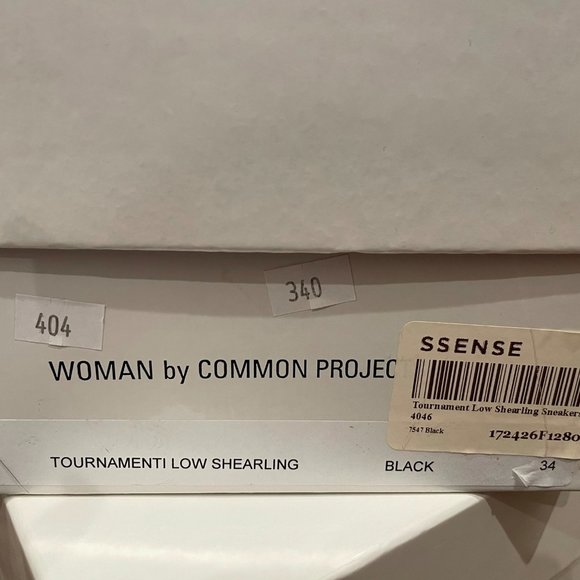 340
404
WOMAN by COMMON PROJEC
SSENSE
Tournament Low Shearling Sneakers
4046
7547 Black
172426F1280
TOURNAMENTI LOW SHEARLING BLACK 34